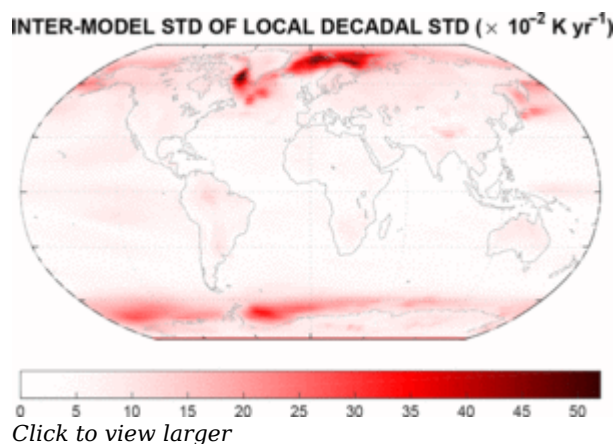 INTER-MODEL STD OF LOCAL DECADAL STD (× 10⁻² K yr⁻¹)
0 5 10 15 20 25 30 35 40 45 50
Click to view larger